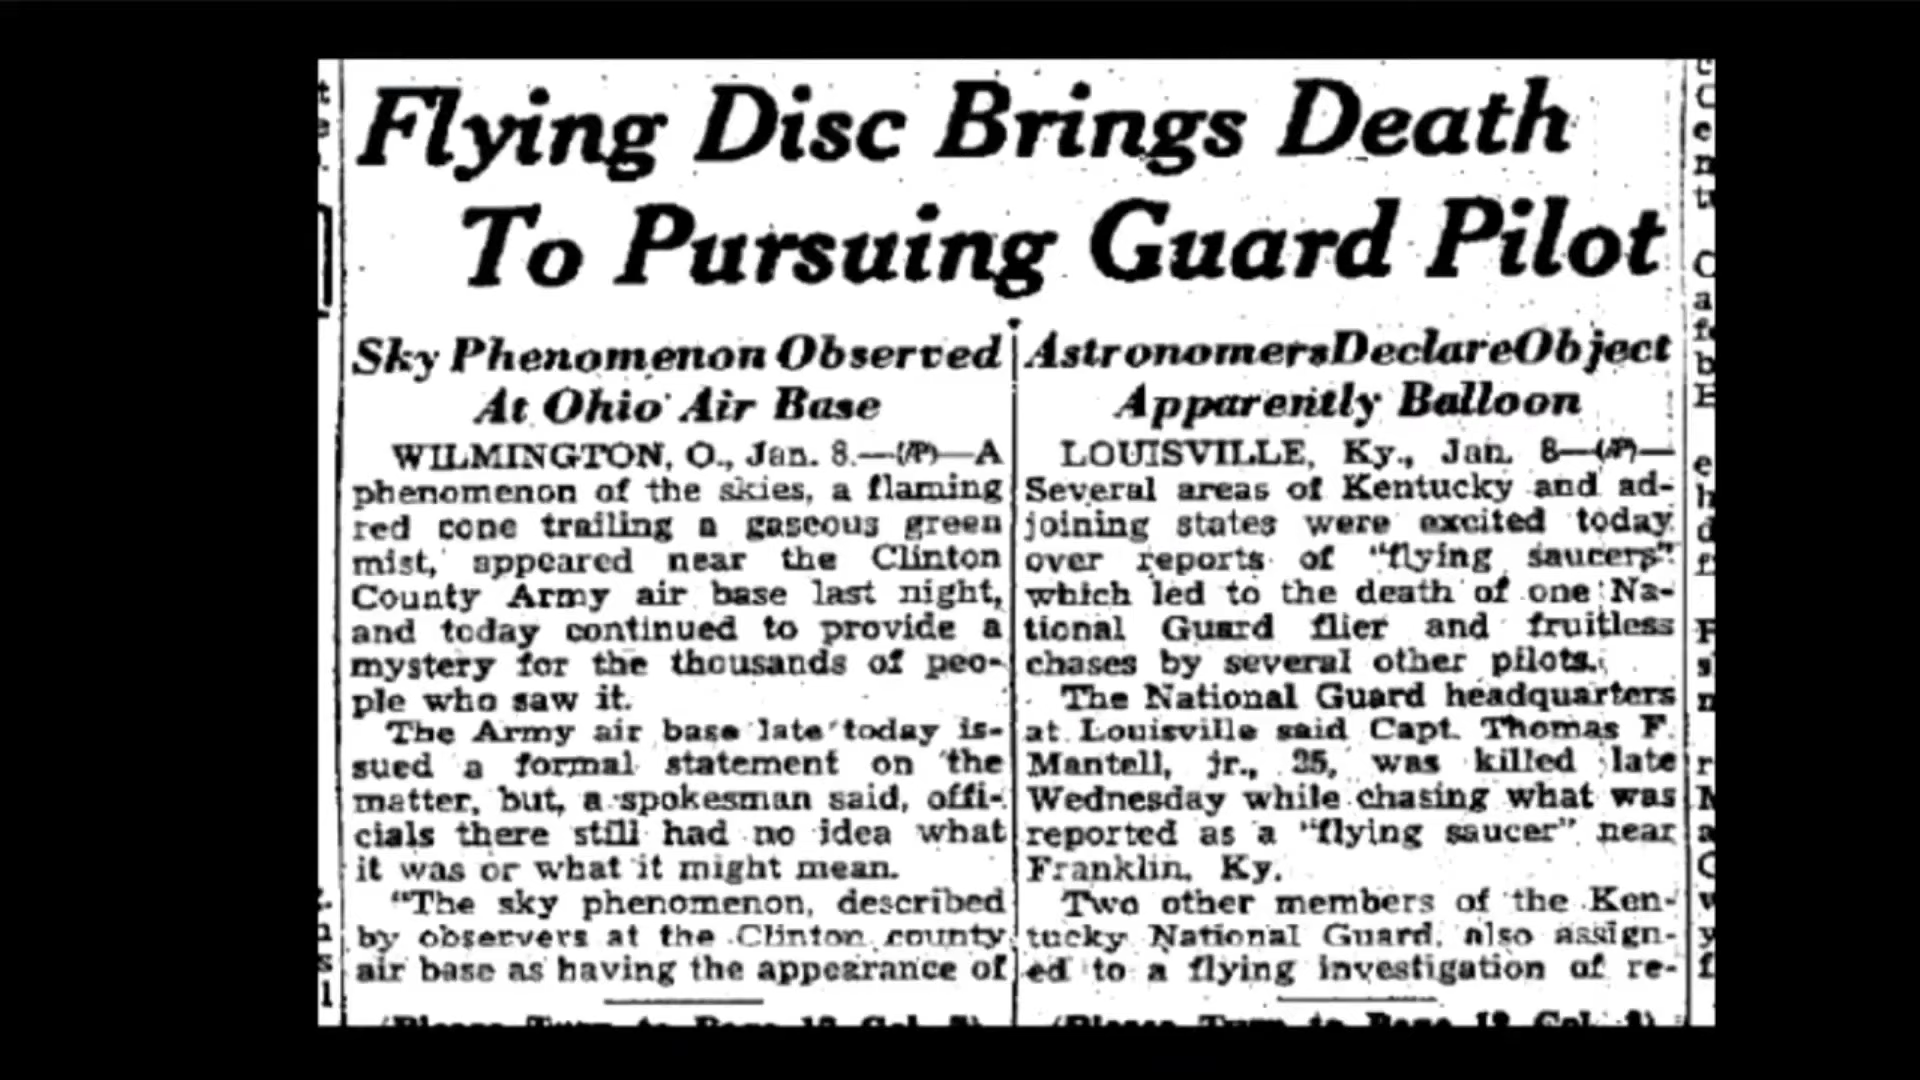 Flying Disc Brings Death
To Pursuing Guard Pilot
Sky Phenomenon Observed
At Ohio Air Base
WILMINGTON, O., Jan. 8.—(AP)—A
phenomenon of the skies, a flaming
red cone trailing a gaseous green
mist, appeared near the Clinton
County Army air base last night,
and today continued to provide a
mystery for the thousands of peo-
ple who saw it.
The Army air base late today is-
sued a formal statement on the
matter, but, a spokesman said, offi-
cials there still had no idea what
it was or what it might mean.
"The sky phenomenon, described
by observers at the Clinton county
air base as having the appearance of
(Please Turn to Page 12 Col.
Astronomers Declare Object
Apparently Balloon
LOUISVILLE, Ky., Jan. 8—(AP)—
Several areas of Kentucky and ad-
joining states were excited today
over reports of "flying saucers"
which led to the death of one Na-
tional Guard flier and fruitless
chases by several other pilots.
The National Guard headquarters
at Louisville said Capt. Thomas F.
Mantell, jr., 25, was killed late
Wednesday while chasing what was
reported as a "flying saucer" near
Franklin, Ky.
Two other members of the Ken-
tucky National Guard, also assign-
ed to a flying investigation of re-
(Please Turn to Page 12 Col.